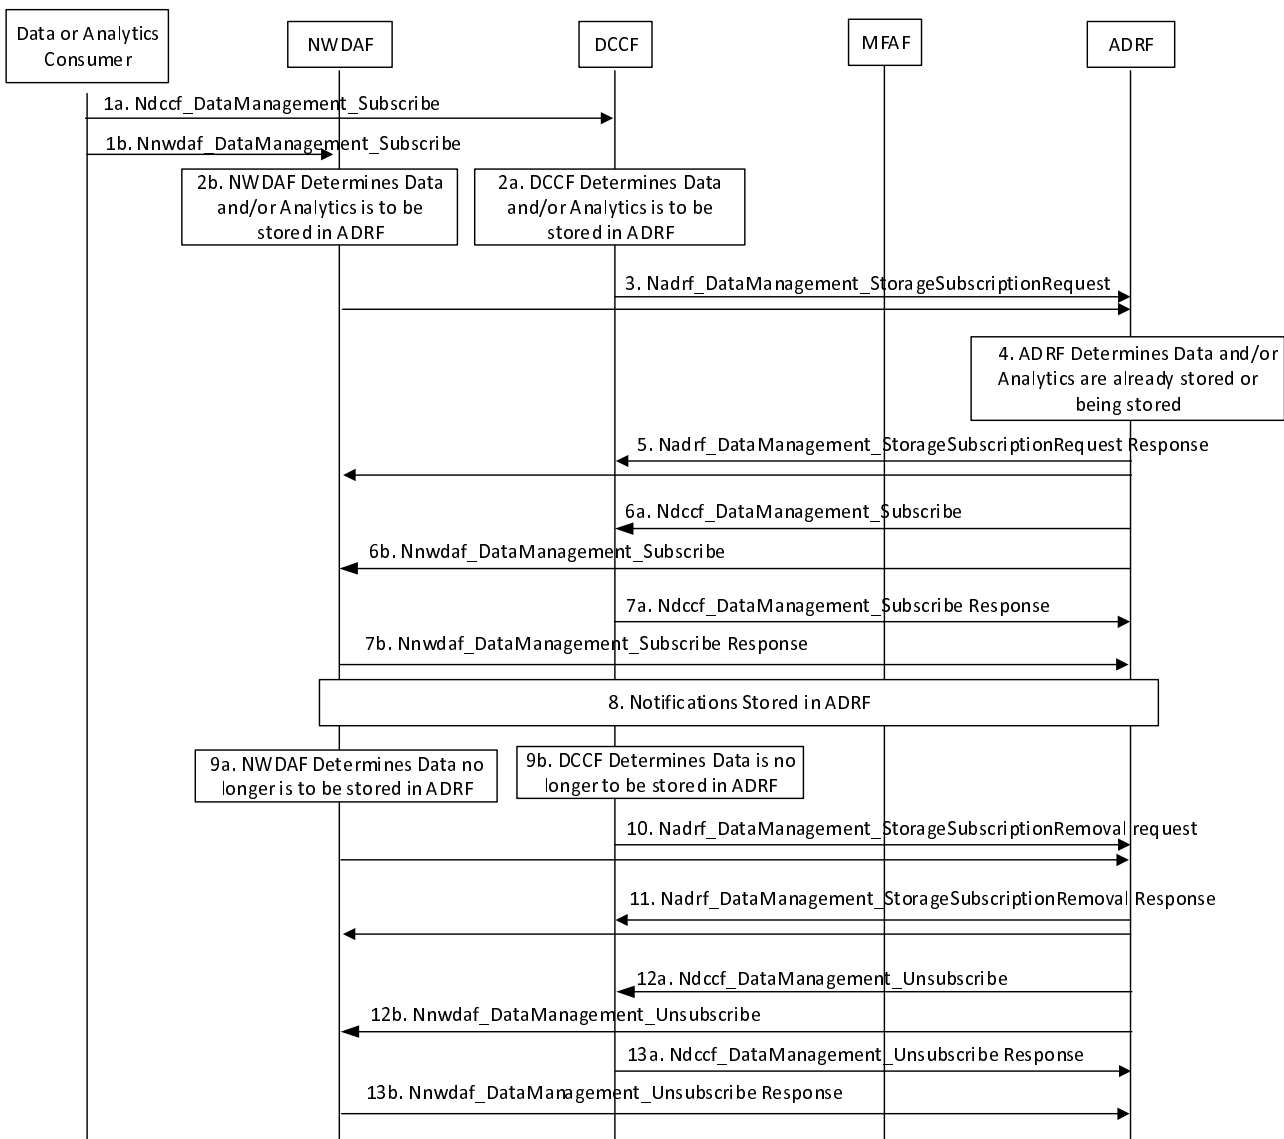 Data or Analytics
Consumer
NWDAF
DCCF
MFAF
ADRF
1a. Ndccf_DataManagement_Subscribe
1b. Nnwdaf_DataManagement_Subscribe
2b. NWDAF Determines Data
and/or Analytics is to be
stored in ADRF
2a. DCCF Determines Data
and/or Analytics is to be
stored in ADRF
3. Nadrf_DataManagement_StorageSubscriptionRequest
4. ADRF Determines Data and/or
Analytics are already stored or
being stored
5. Nadrf_DataManagement_StorageSubscriptionRequest Response
6a. Ndccf_DataManagement_Subscribe
6b. Nnwdaf_DataManagement_Subscribe
7a. Ndccf_DataManagement_Subscribe Response
7b. Nnwdaf_DataManagement_Subscribe Response
8. Notifications Stored in ADRF
9a. NWDAF Determines Data no
longer is to be stored in ADRF
9b. DCCF Determines Data is no
longer to be stored in ADRF
10. Nadrf_DataManagement_StorageSubscriptionRemoval request
11. Nadrf_DataManagement_StorageSubscriptionRemoval Response
12a. Ndccf_DataManagement_Unsubscribe
12b. Nnwdaf_DataManagement_Unsubscribe
13a. Ndccf_DataManagement_Unsubscribe Response
13b. Nnwdaf_DataManagement_Unsubscribe Response